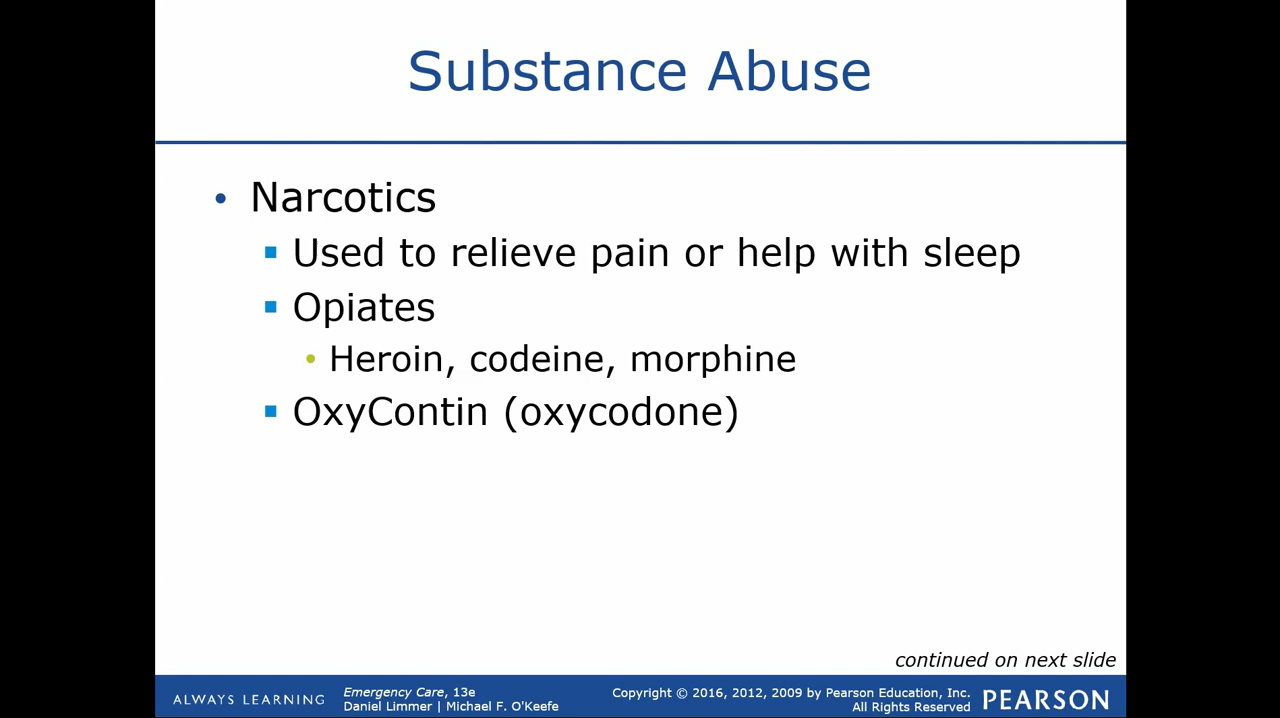 Substance Abuse
• Narcotics
▪ Used to relieve pain or help with sleep
▪ Opiates
• Heroin, codeine, morphine
▪ OxyContin (oxycodone)
continued on next slide
ALWAYS LEARNING
Emergency Care, 13e
Daniel Limmer | Michael F. O'Keefe
Copyright © 2016, 2012, 2009 by Pearson Education, Inc.
All Rights Reserved
PEARSON